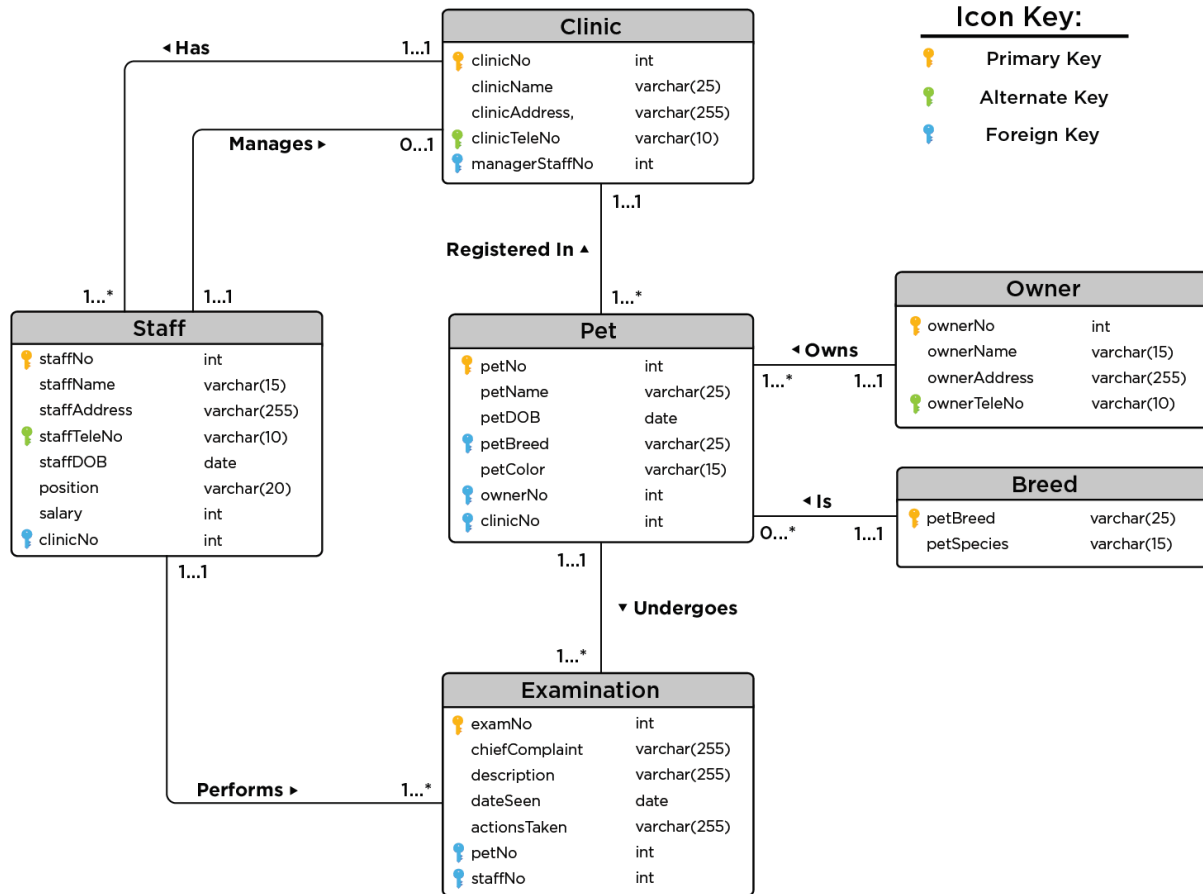 Clinic
clinicNo int
clinicName varchar(25)
clinicAddress, varchar(255)
clinicTeleNo varchar(10)
managerStaffNo int
Icon Key:
Primary Key
Alternate Key
Foreign Key
◂ Has
1...1
Manages ▸
0...1
1...1
Registered In ▴
1...*
1...*
1...1
Staff
staffNo int
staffName varchar(15)
staffAddress varchar(255)
staffTeleNo varchar(10)
staffDOB date
position varchar(20)
salary int
clinicNo int
Pet
petNo int
petName varchar(25)
petDOB date
petBreed varchar(25)
petColor varchar(15)
ownerNo int
clinicNo int
◂ Owns
1...* 1...1
Owner
ownerNo int
ownerName varchar(15)
ownerAddress varchar(255)
ownerTeleNo varchar(10)
◂ Is
0...* 1...1
Breed
petBreed varchar(25)
petSpecies varchar(15)
1...1
1...1
▾ Undergoes
1...*
Performs ▸
1...*
Examination
examNo int
chiefComplaint varchar(255)
description varchar(255)
dateSeen date
actionsTaken varchar(255)
petNo int
staffNo int